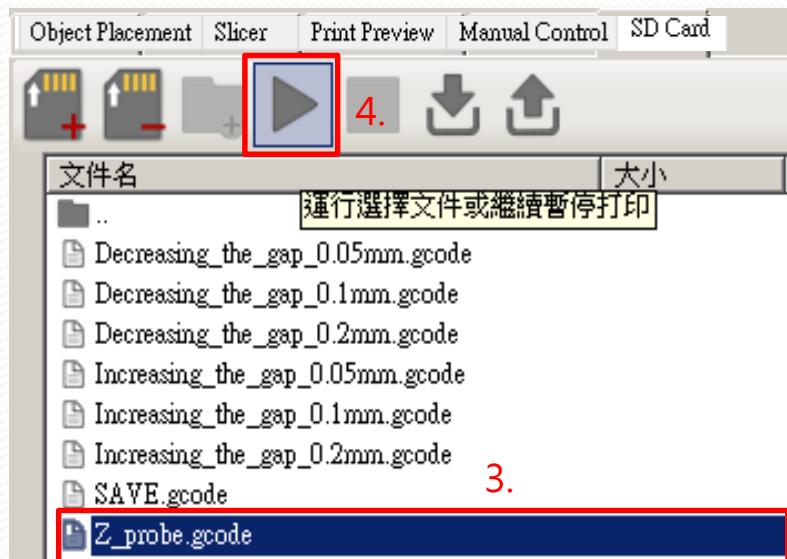 Object Placement Slicer Print Preview Manual Control SD Card
4.
文件名 大小
運行選擇文件或繼續暫停打印
..
Decreasing_the_gap_0.05mm.gcode
Decreasing_the_gap_0.1mm.gcode
Decreasing_the_gap_0.2mm.gcode
Increasing_the_gap_0.05mm.gcode
Increasing_the_gap_0.1mm.gcode
Increasing_the_gap_0.2mm.gcode
3.
SAVE.gcode
Z_probe.gcode